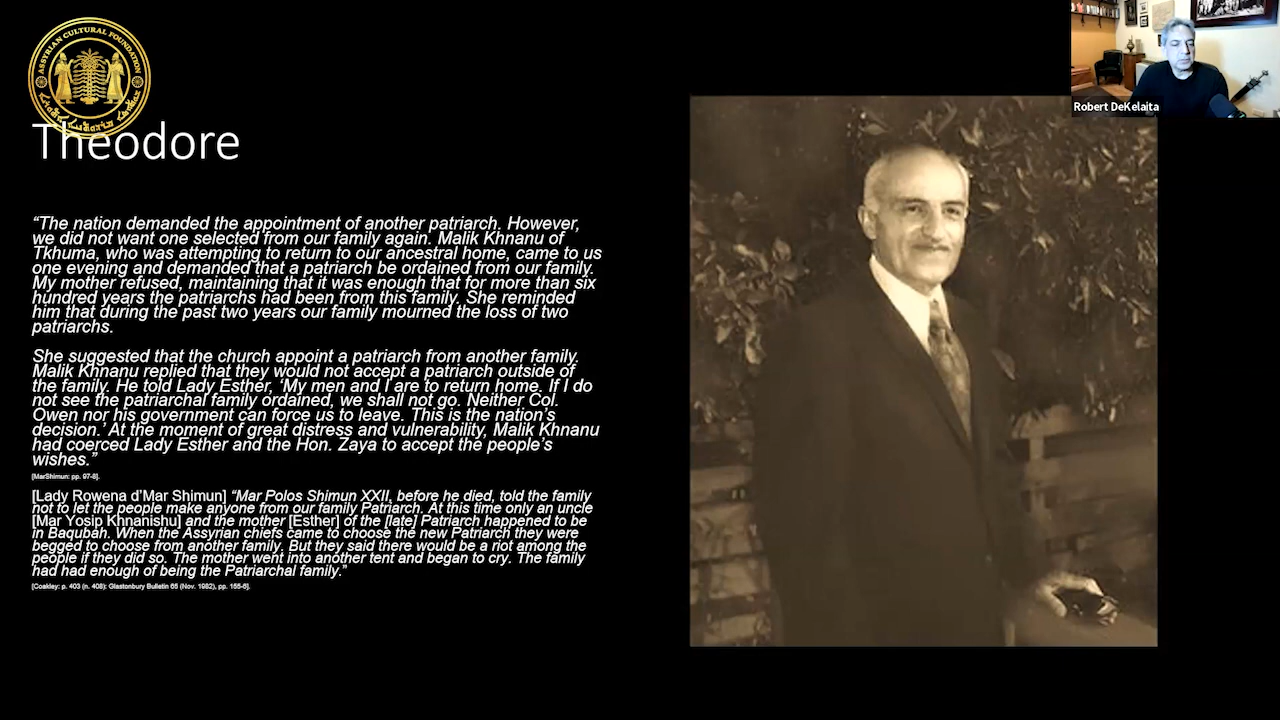 ASSYRIAN CULTURAL FOUNDATION
Robert DeKelaita
Theodore
“The nation demanded the appointment of another patriarch. However,
we did not want one selected from our family again. Malik Khnanu of
Tkhuma, who was attempting to return to our ancestral home, came to us
one evening and demanded that a patriarch be ordained from our family.
My mother refused, maintaining that it was enough that for more than six
hundred years the patriarchs had been from this family. She reminded
him that during the past two years our family mourned the loss of two
patriarchs.
She suggested that the church appoint a patriarch from another family.
Malik Khnanu replied that they would not accept a patriarch outside of
the family. He told Lady Esther, ‘My men and I are to return home. If I do
not see the patriarchal family ordained, we shall not go. Neither Col.
Owen nor his government can force us to leave. This is the nation’s
decision.’ At the moment of great distress and vulnerability, Malik Khnanu
had coerced Lady Esther and the Hon. Zaya to accept the people’s
wishes.”
[MarShimun: pp. 97-8].
[Lady Rowena d’Mar Shimun] “Mar Polos Shimun XXII, before he died, told the family
not to let the people make anyone from our family Patriarch. At this time only an uncle
[Mar Yosip Khnanishu] and the mother [Esther] of the [late] Patriarch happened to be
in Baqubah. When the Assyrian chiefs came to choose the new Patriarch they were
begged to choose from another family. But they said there would be a riot among the
people if they did so. The mother went into another tent and began to cry. The family
had had enough of being the Patriarchal family.”
[Coakley: p. 403 (n. 408); Glastonbury Bulletin 65 (Nov. 1982), pp. 155-6].